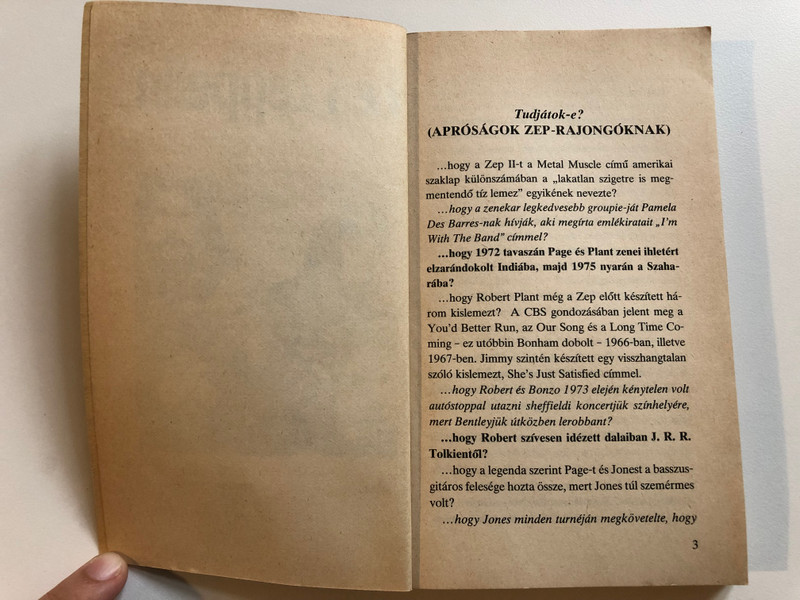 Tudjátok-e?
(APRÓSÁGOK ZEP-RAJONGÓKNAK)
...hogy a Zep II-t a Metal Muscle című amerikai
szaklap különszámában a „lakatlan szigetre is meg-
mentendő tíz lemez” egyikének nevezte?
...hogy a zenekar legkedvesebb groupie-ját Pamela
Des Barres-nak hívják, aki megírta emlékiratait „I'm
With The Band” címmel?
...hogy 1972 tavaszán Page és Plant zenei ihletért
elzarándokolt Indiába, majd 1975 nyarán a Szaha-
rába?
...hogy Robert Plant még a Zep előtt készített há-
rom kislemezt? A CBS gondozásában jelent meg a
You'd Better Run, az Our Song és a Long Time Co-
ming – ez utóbbin Bonham dobolt – 1966-ban, illetve
1967-ben. Jimmy szintén készített egy visszhangtalan
szóló kislemezt, She's Just Satisfied címmel.
...hogy Robert és Bonzo 1973 elején kénytelen volt
autóstoppal utazni sheffieldi koncertjük színhelyére,
mert Bentleyjük útközben lerobbant?
...hogy Robert szívesen idézett dalaiban J. R. R.
Tolkientől?
...hogy a legenda szerint Page-t és Jonest a basszus-
gitáros felesége hozta össze, mert Jones túl szemérmes
volt?
...hogy Jones minden turnéján megkövetelte, hogy
3